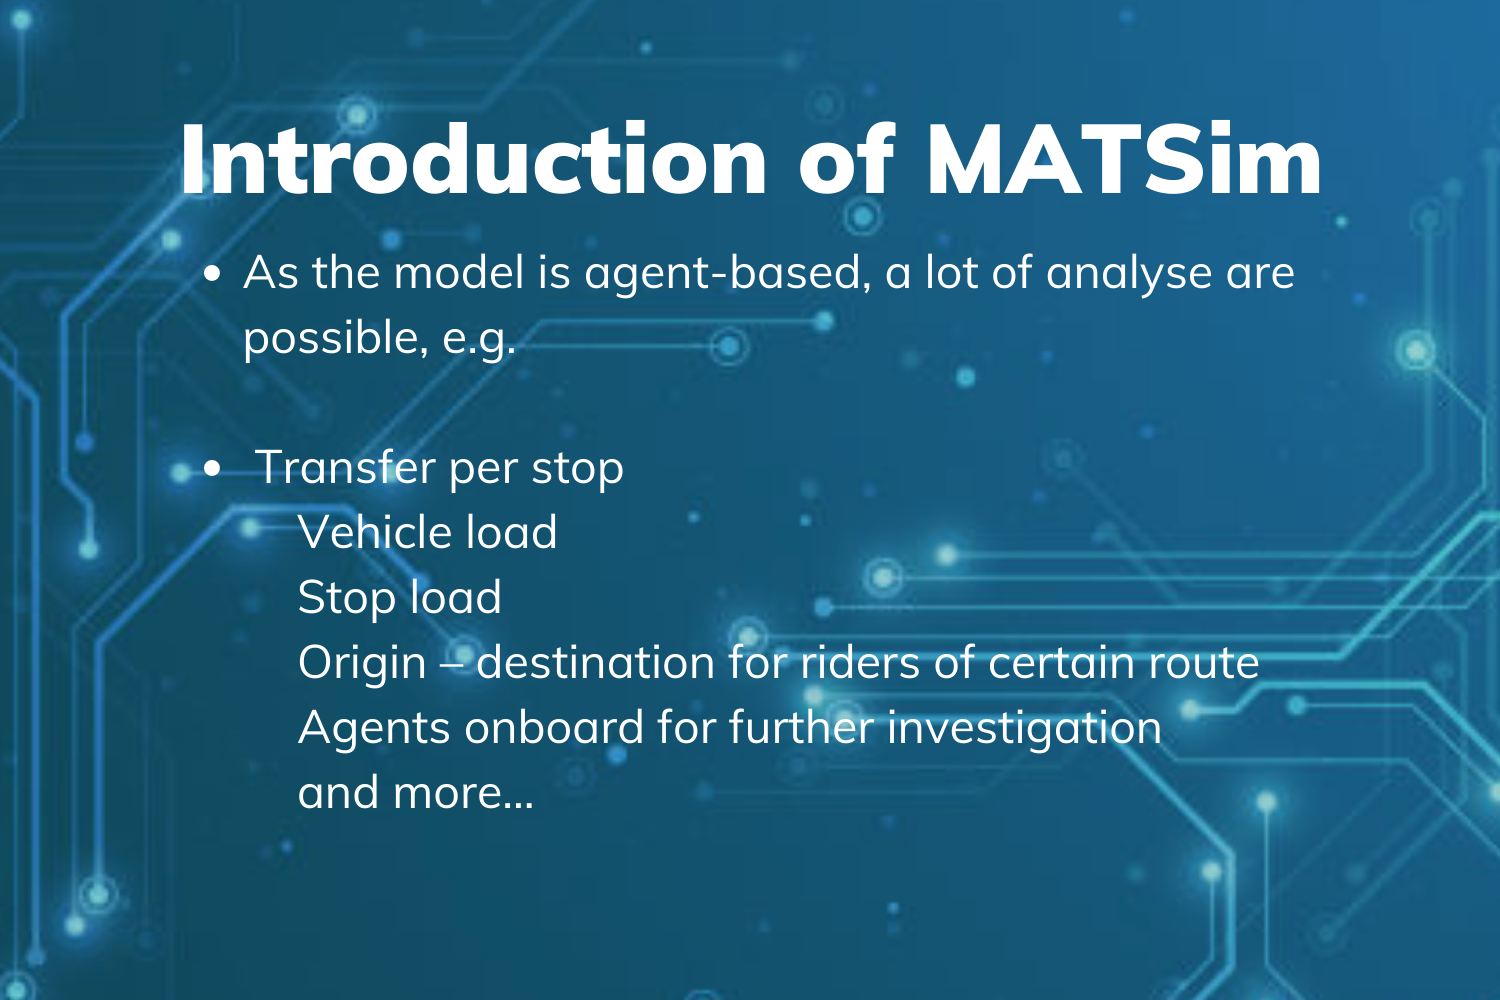 Introduction of MATSim
• As the model is agent-based, a lot of analyse are
possible, e.g.
• Transfer per stop
Vehicle load
Stop load
Origin – destination for riders of certain route
Agents onboard for further investigation
and more...